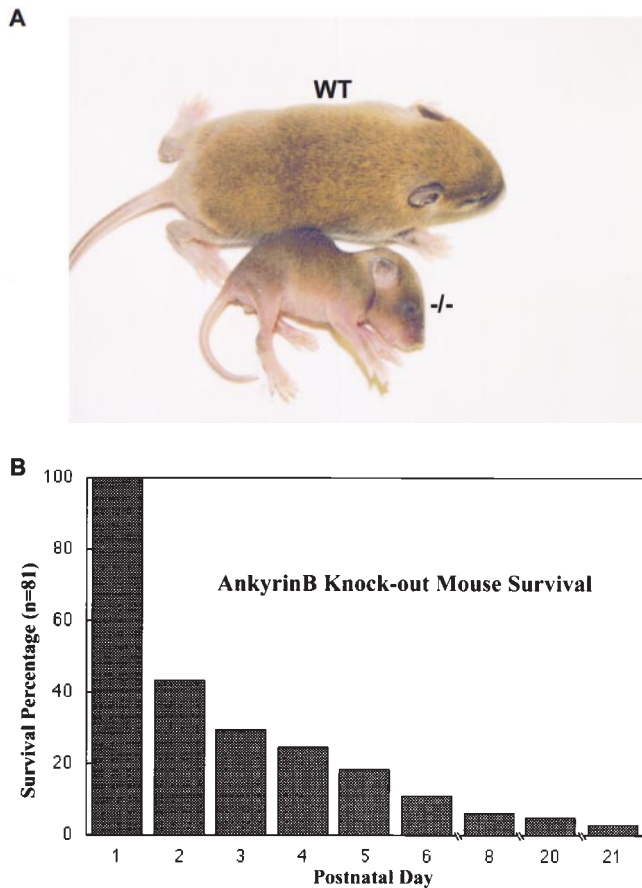 A
WT
-/-
B
AnkyrinB Knock-out Mouse Survival
Survival Percentage (n=81)
100
80
60
40
20
0
1 2 3 4 5 6 8 20 21
Postnatal Day